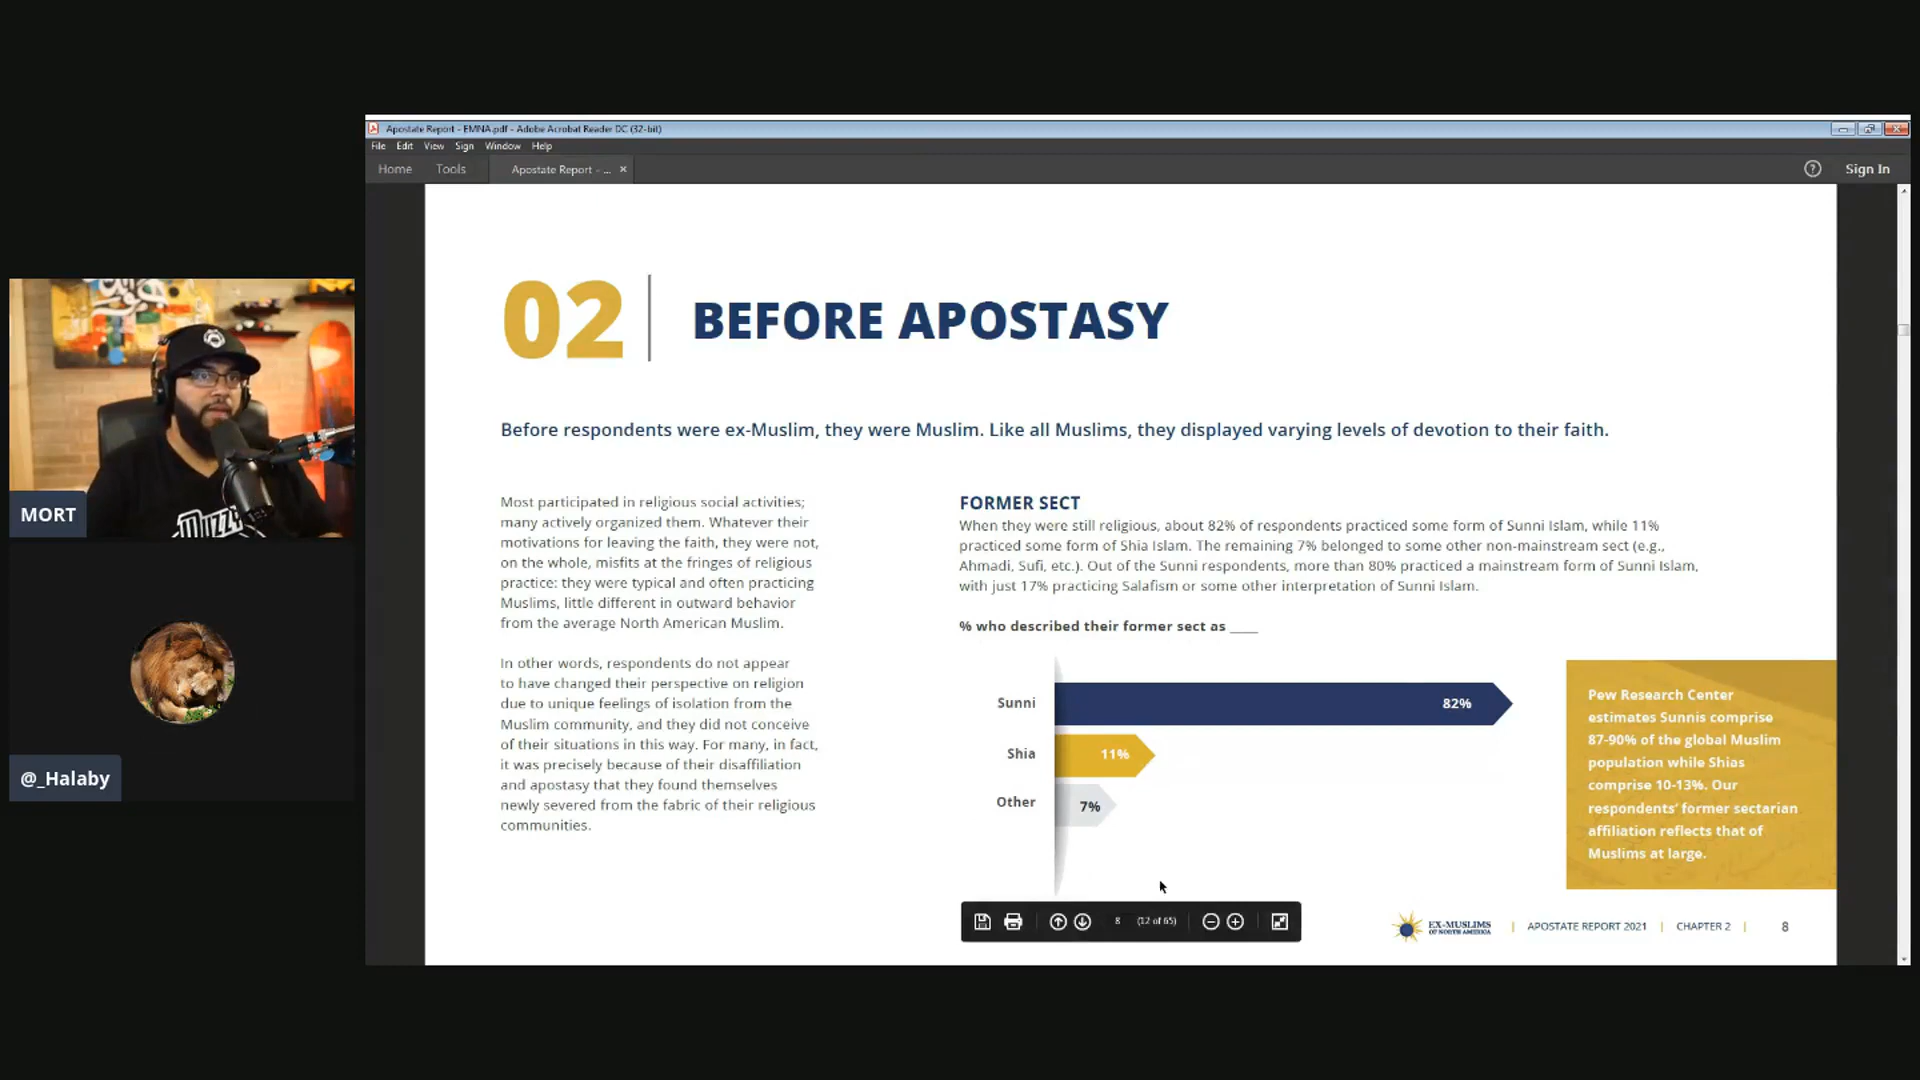 Apostate Report - EMNA.pdf - Adobe Acrobat Reader DC (32-bit)
File Edit View Sign Window Help
Home Tools Apostate Report - ... ×
Sign In
02 BEFORE APOSTASY
Before respondents were ex-Muslim, they were Muslim. Like all Muslims, they displayed varying levels of devotion to their faith.
Most participated in religious social activities;
many actively organized them. Whatever their
motivations for leaving the faith, they were not,
on the whole, misfits at the fringes of religious
practice: they were typical and often practicing
Muslims, little different in outward behavior
from the average North American Muslim.
In other words, respondents do not appear
to have changed their perspective on religion
due to unique feelings of isolation from the
Muslim community, and they did not conceive
of their situations in this way. For many, in fact,
it was precisely because of their disaffiliation
and apostasy that they found themselves
newly severed from the fabric of their religious
communities.
FORMER SECT
When they were still religious, about 82% of respondents practiced some form of Sunni Islam, while 11%
practiced some form of Shia Islam. The remaining 7% belonged to some other non-mainstream sect (e.g.,
Ahmadi, Sufi, etc.). Out of the Sunni respondents, more than 80% practiced a mainstream form of Sunni Islam,
with just 17% practicing Salafism or some other interpretation of Sunni Islam.
% who described their former sect as ____
Sunni 82%
Shia 11%
Other 7%
Pew Research Center
estimates Sunnis comprise
87-90% of the global Muslim
population while Shias
comprise 10-13%. Our
respondents' former sectarian
affiliation reflects that of
Muslims at large.
8 (12 of 65)
EX-MUSLIMS
OF NORTH AMERICA
APOSTATE REPORT 2021 | CHAPTER 2 | 8
MORT
@_Halaby